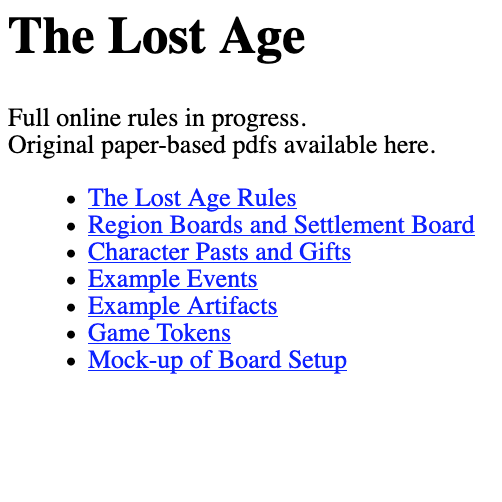 The Lost Age
Full online rules in progress.
Original paper-based pdfs available here.
The Lost Age Rules
Region Boards and Settlement Board
Character Pasts and Gifts
Example Events
Example Artifacts
Game Tokens
Mock-up of Board Setup